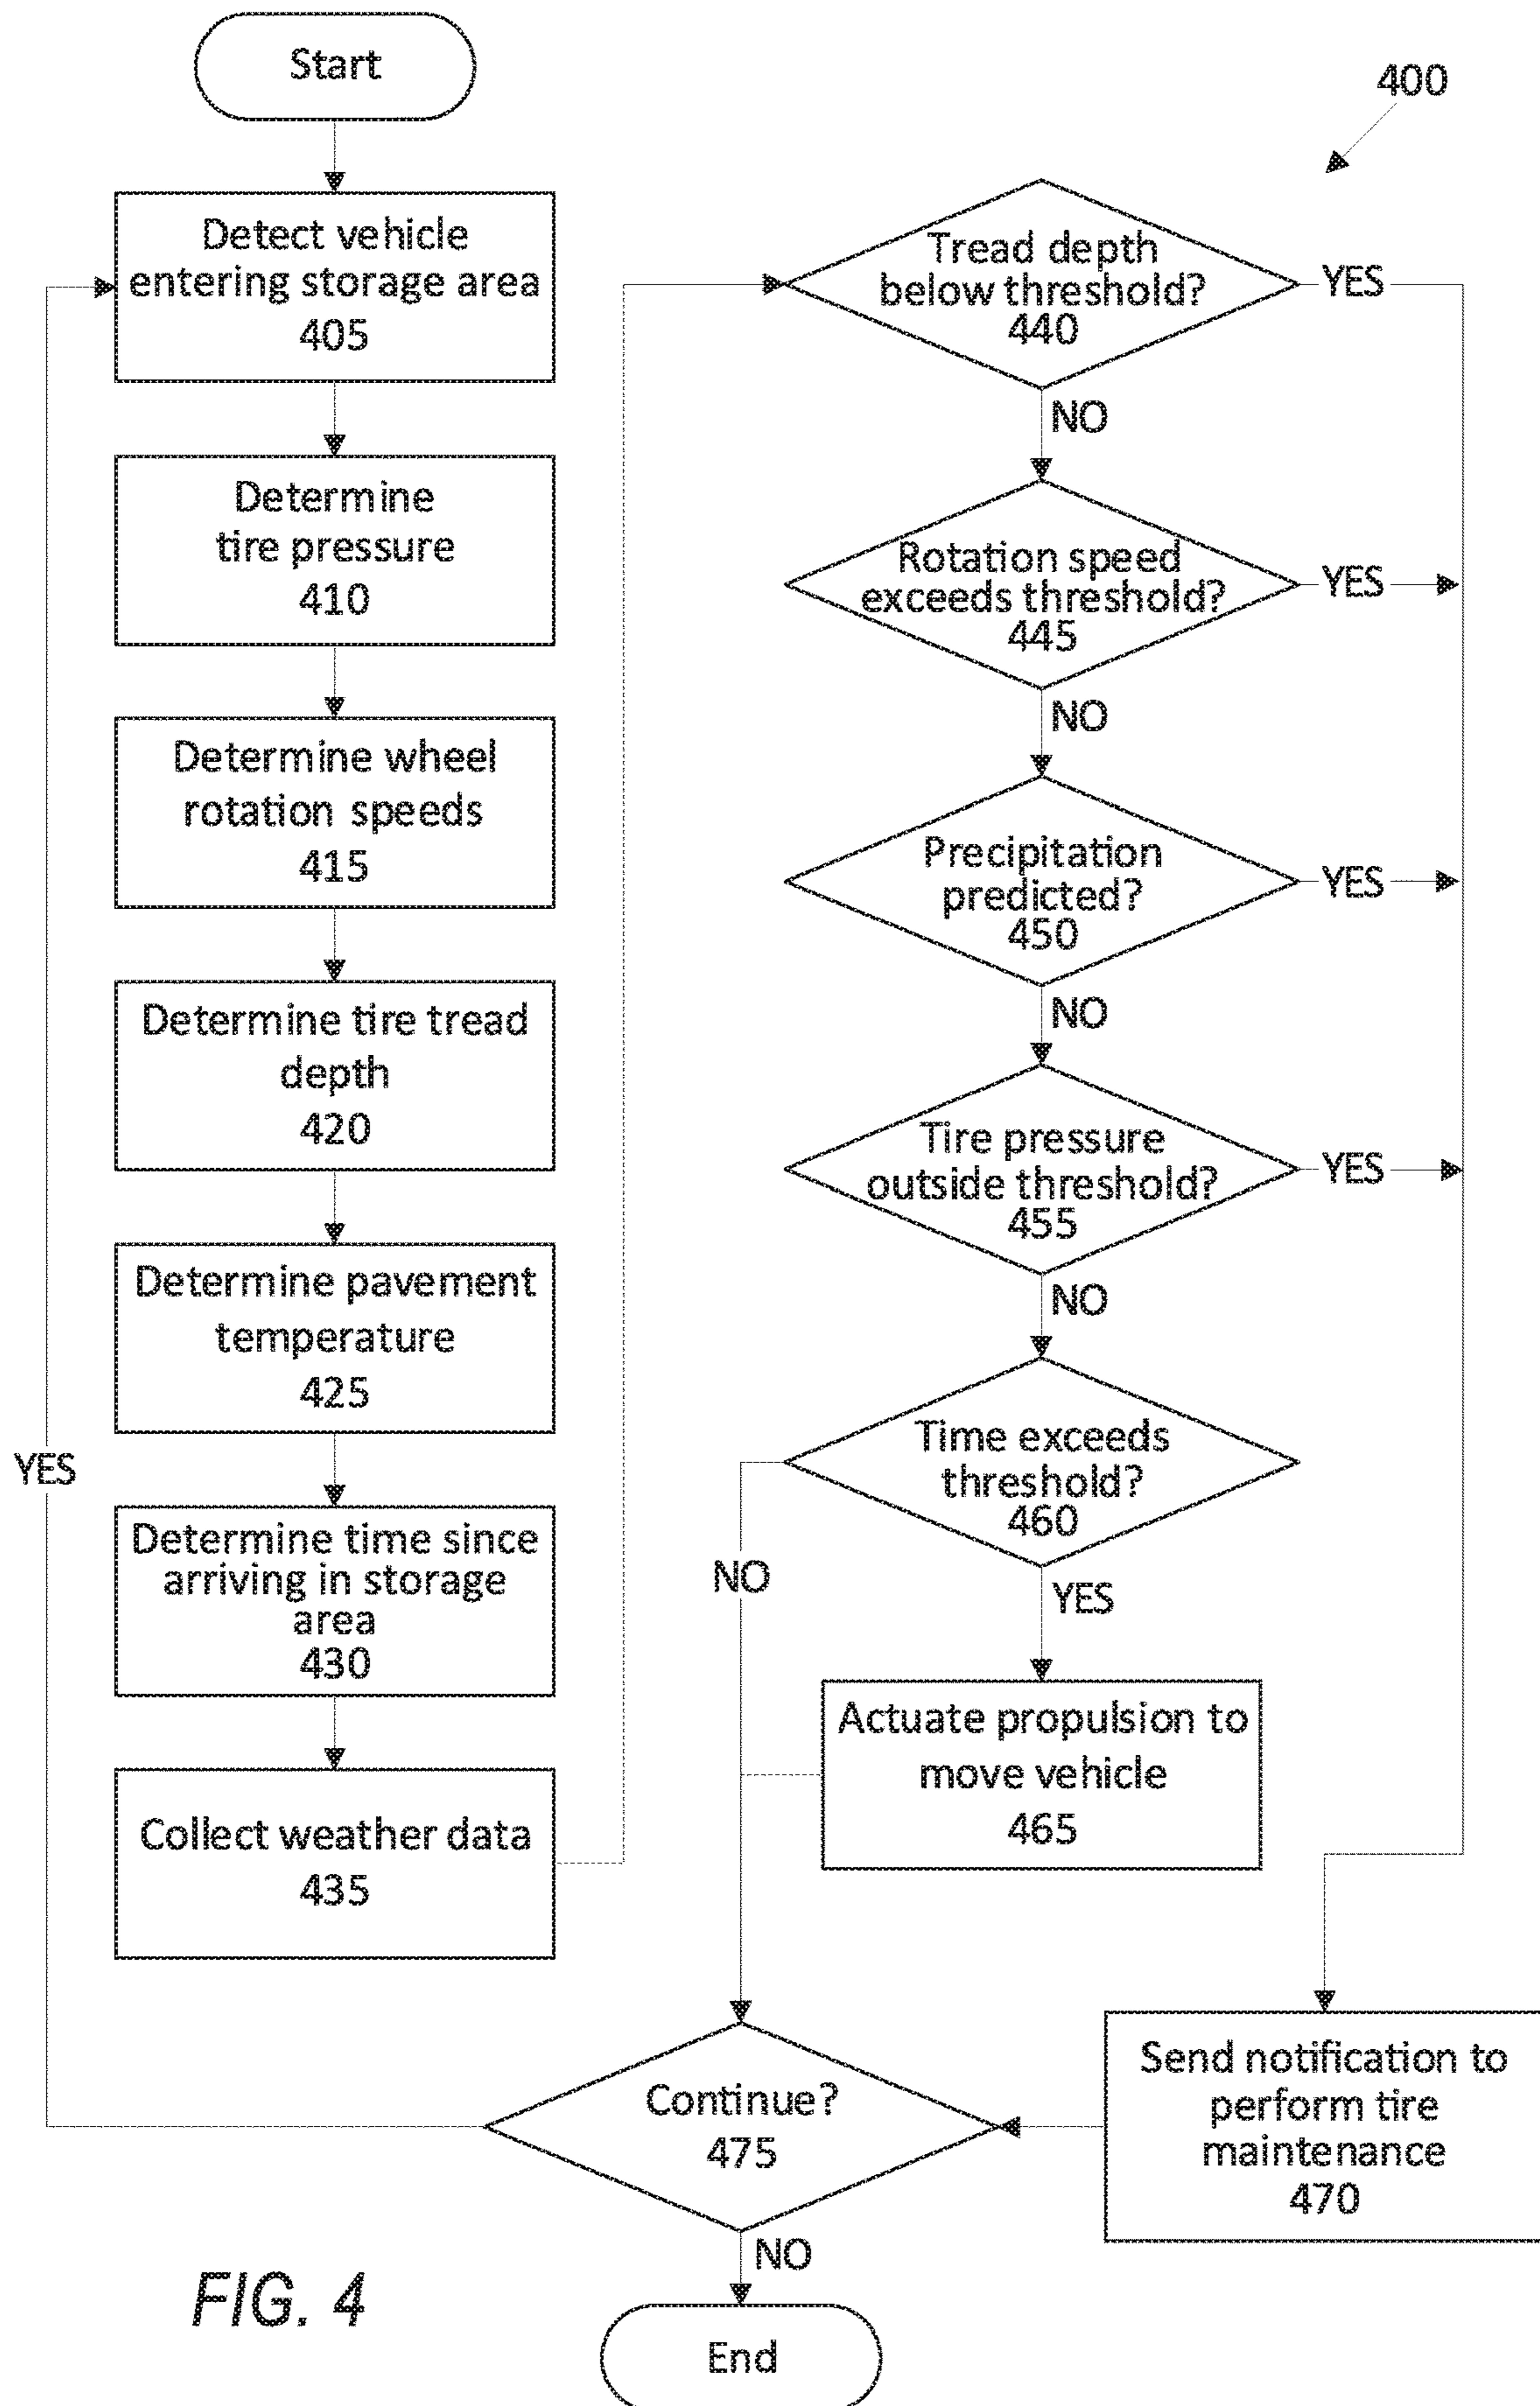 Start
Detect vehicle
entering storage area
405
Determine
tire pressure
410
Determine wheel
rotation speeds
415
Determine tire tread
depth
420
Determine pavement
temperature
425
Determine time since
arriving in storage
area
430
Collect weather data
435
YES
400
Tread depth
below threshold?
440
YES
NO
Rotation speed
exceeds threshold?
445
YES
NO
Precipitation
predicted?
450
YES
NO
Tire pressure
outside threshold?
455
YES
NO
Time exceeds
threshold?
460
NO
YES
Actuate propulsion to
move vehicle
465
Send notification to
perform tire
maintenance
470
Continue?
475
NO
End
FIG. 4